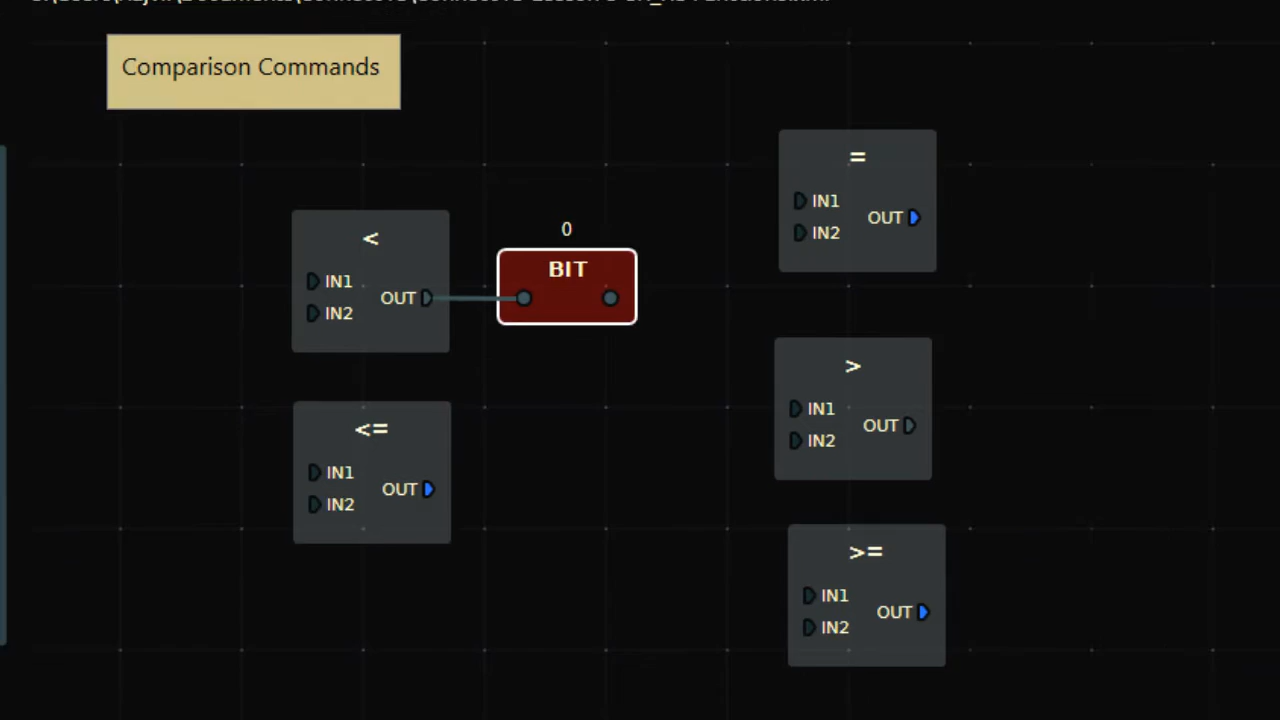 Comparison Commands
<
IN1
IN2
OUT
0
BIT
=
IN1
IN2
OUT
<=
IN1
IN2
OUT
>
IN1
IN2
OUT
>=
IN1
IN2
OUT